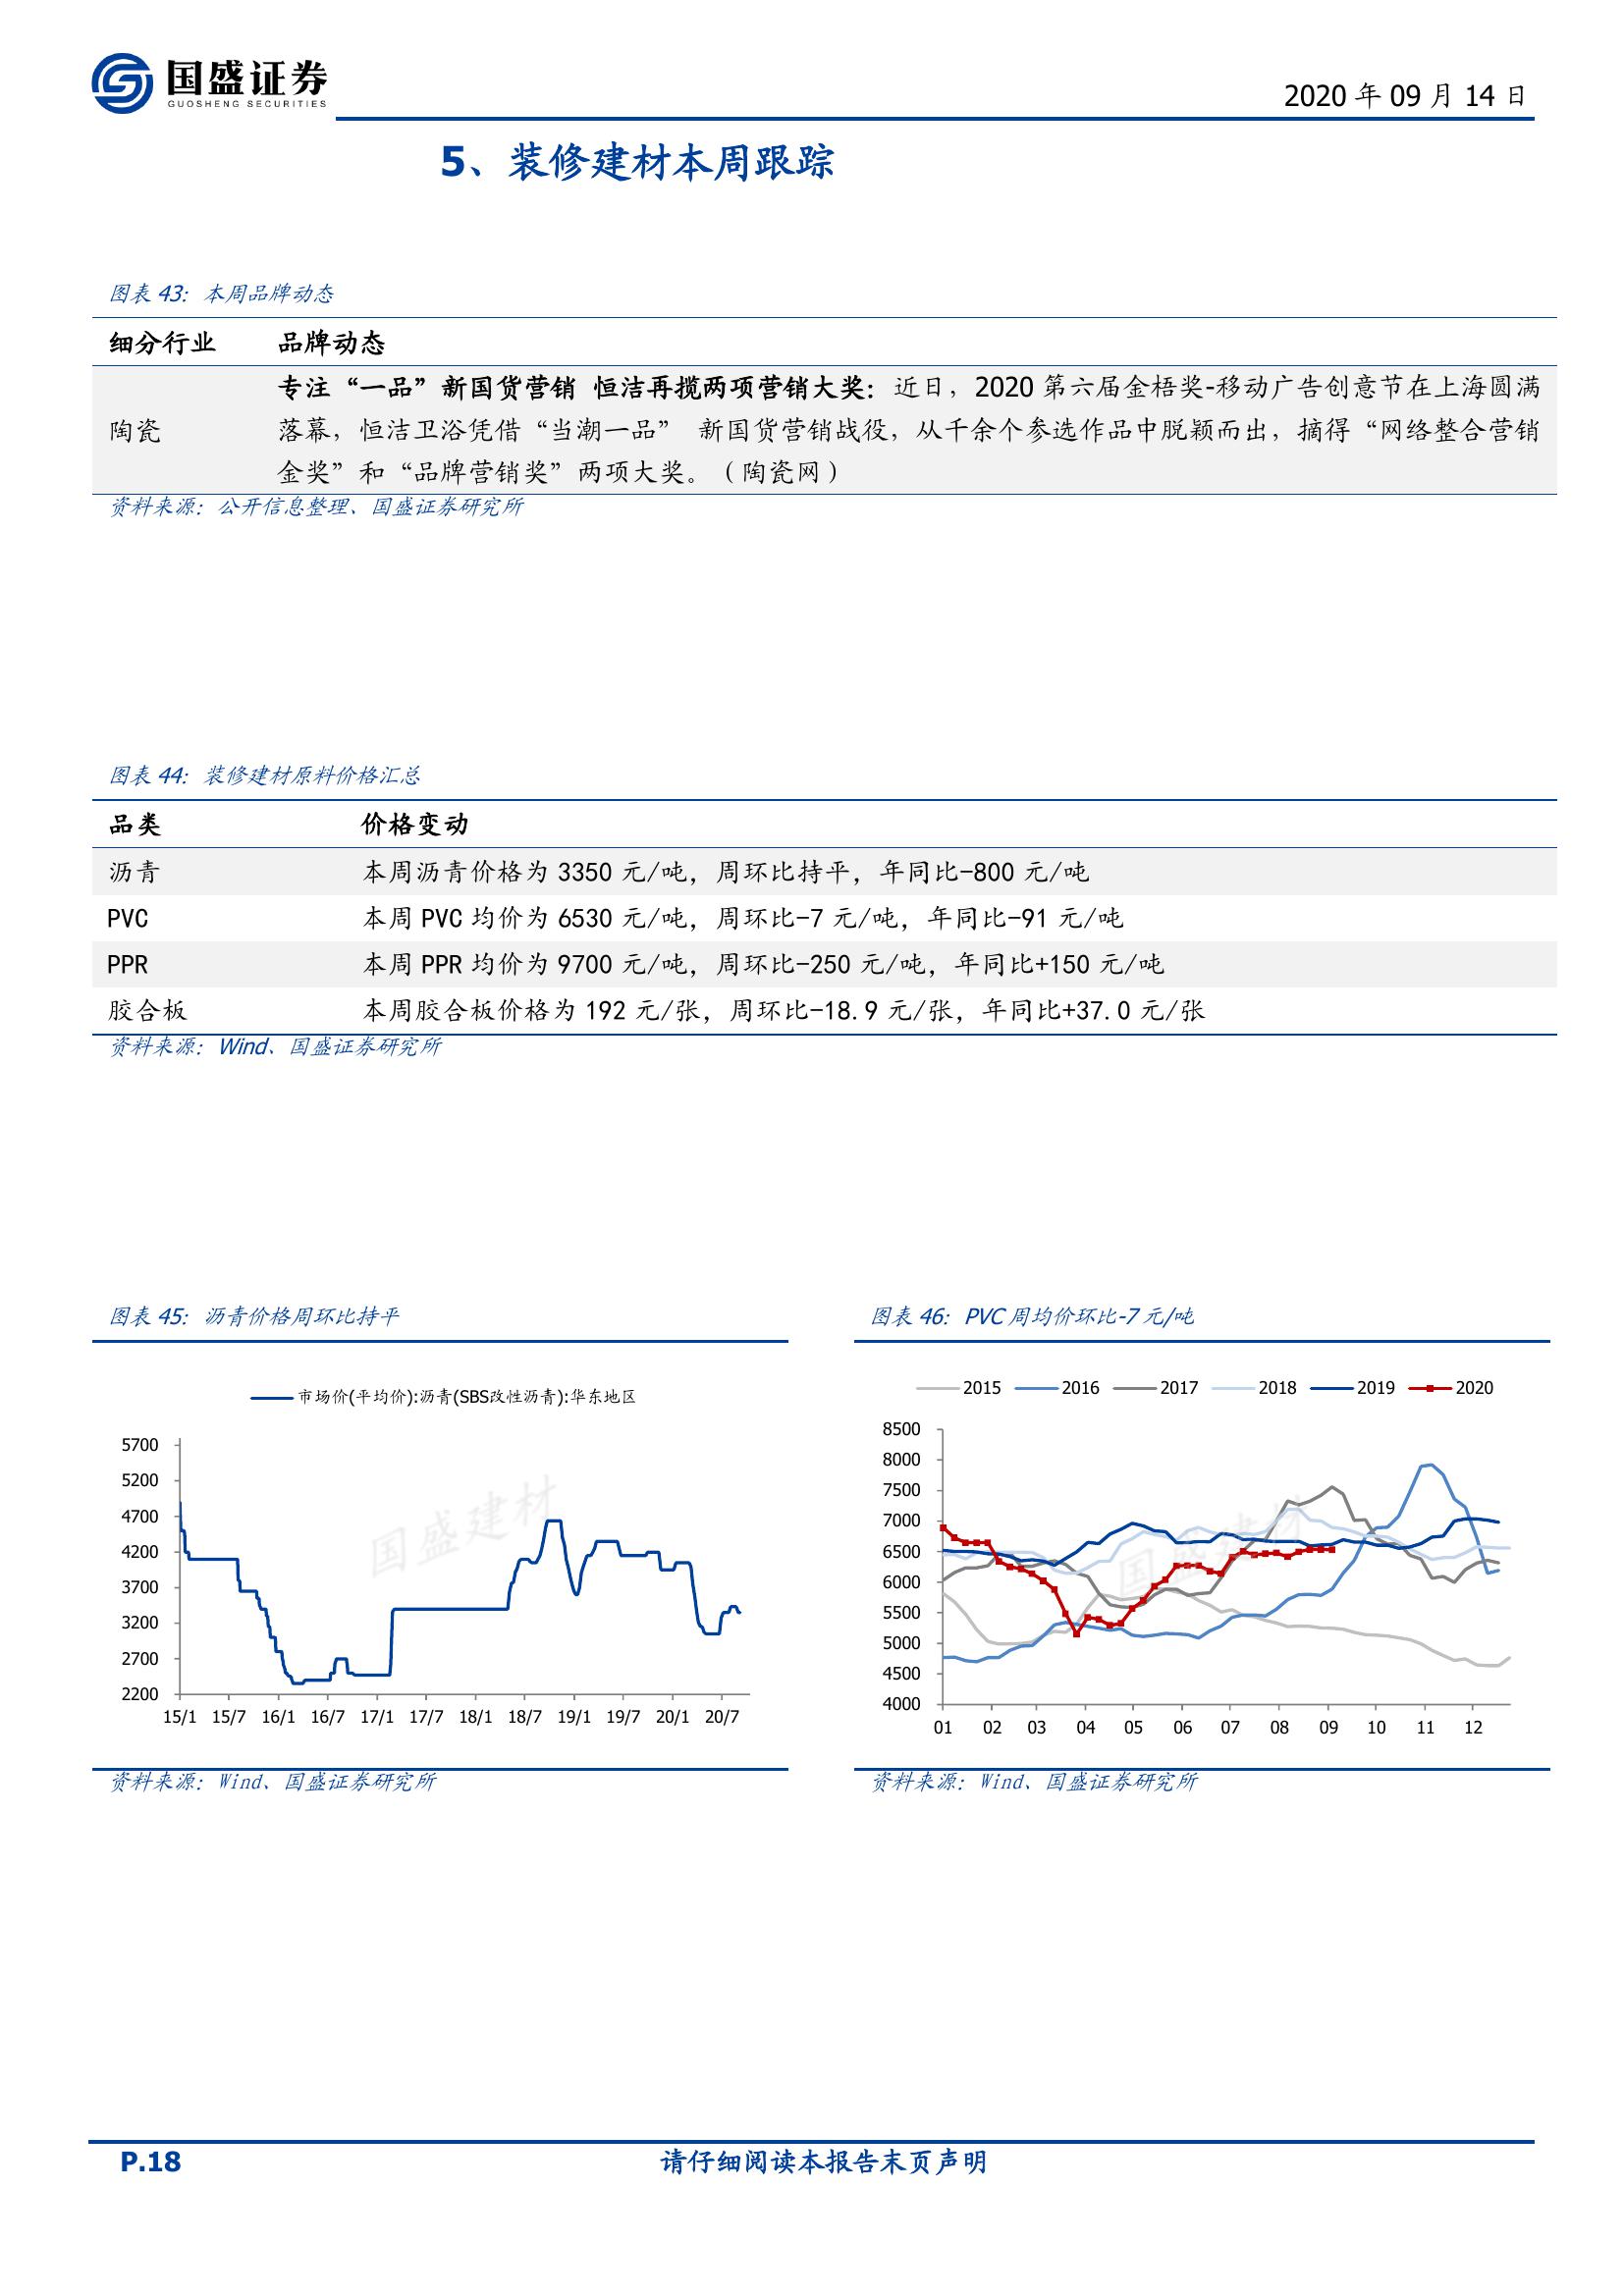 国盛证券
GUOSHENG SECURITIES
2020 年 09 月 14 日
5、装修建材本周跟踪
图表 43：本周品牌动态
细分行业 品牌动态
陶瓷
专注“一品”新国货营销 恒洁再揽两项营销大奖：近日，2020 第六届金梧奖-移动广告创意节在上海圆满
落幕，恒洁卫浴凭借“当潮一品” 新国货营销战役，从千余个参选作品中脱颖而出，摘得“网络整合营销
金奖”和“品牌营销奖”两项大奖。（陶瓷网）
资料来源：公开信息整理、国盛证券研究所
图表 44：装修建材原料价格汇总
品类 价格变动
沥青 本周沥青价格为 3350 元/吨，周环比持平，年同比-800 元/吨
PVC 本周 PVC 均价为 6530 元/吨，周环比-7 元/吨，年同比-91 元/吨
PPR 本周 PPR 均价为 9700 元/吨，周环比-250 元/吨，年同比+150 元/吨
胶合板 本周胶合板价格为 192 元/张，周环比-18.9 元/张，年同比+37.0 元/张
资料来源：Wind、国盛证券研究所
图表 45：沥青价格周环比持平
市场价(平均价):沥青(SBS改性沥青):华东地区
5700
5200
4700
4200
3700
3200
2700
2200
15/1 15/7 16/1 16/7 17/1 17/7 18/1 18/7 19/1 19/7 20/1 20/7
国盛建材
资料来源：Wind、国盛证券研究所
图表 46：PVC 周均价环比-7 元/吨
2015 2016 2017 2018 2019 2020
8500
8000
7500
7000
6500
6000
5500
5000
4500
4000
01 02 03 04 05 06 07 08 09 10 11 12
国盛建材
资料来源：Wind、国盛证券研究所
P.18 请仔细阅读本报告末页声明